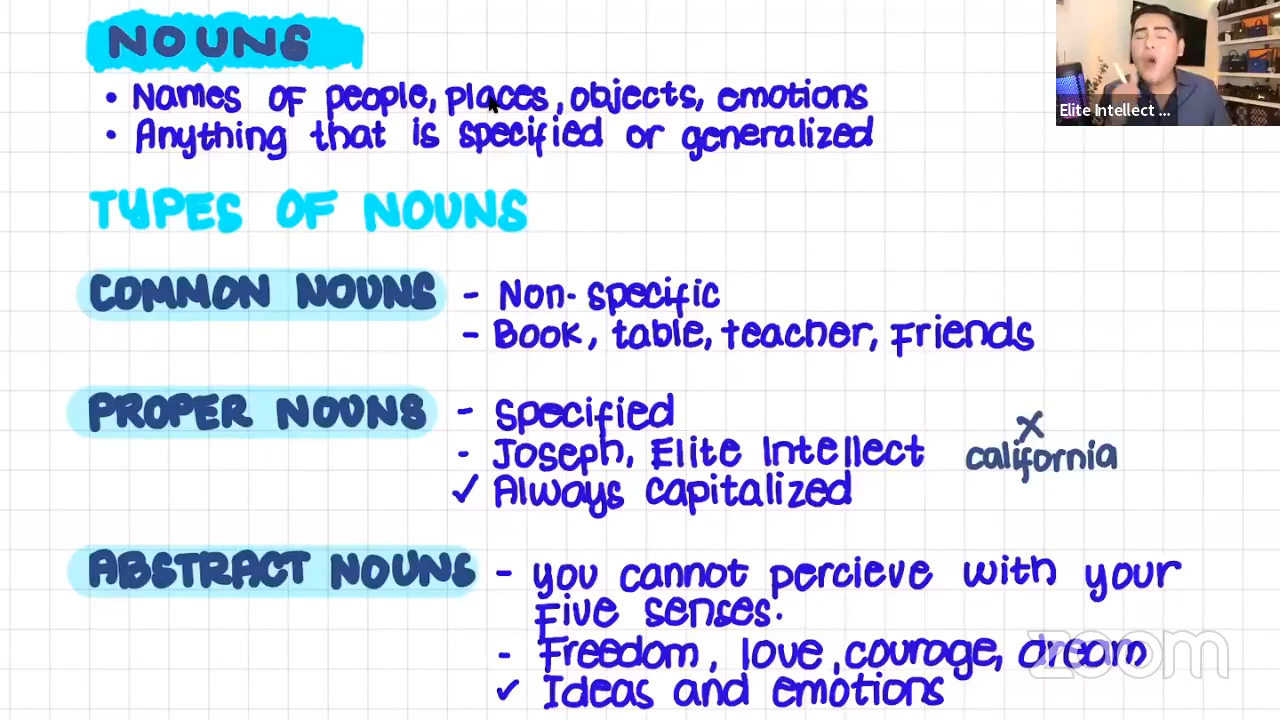 NOUNS
• Names of people, places, objects, emotions
• Anything that is specified or generalized
Elite Intellect ...
TYPES OF NOUNS
COMMON NOUNS - Non-specific
- Book, table, teacher, Friends
PROPER NOUNS - Specified
- Joseph, Elite Intellect
x
california
✓ Always capitalized
ABSTRACT NOUNS - you cannot percieve with your
Five senses.
- Freedom, love, courage, dream
✓ Ideas and emotions
zoom